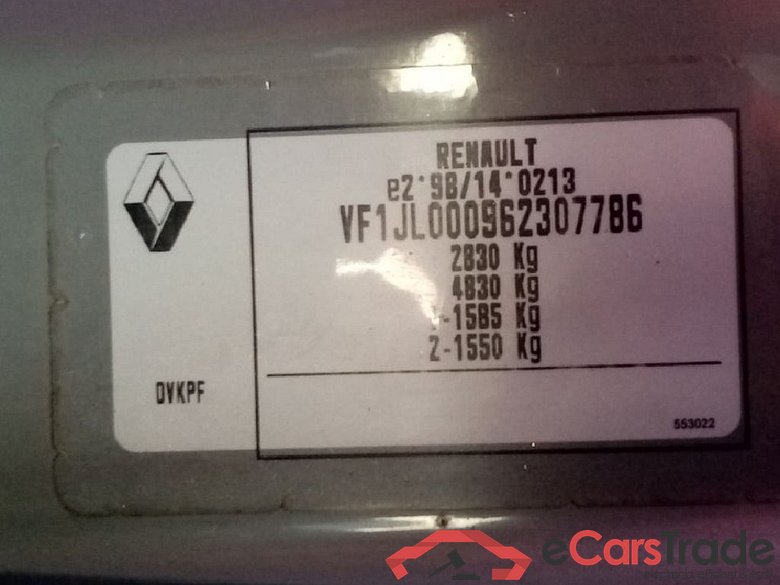 RENAULT
e2*98/14*0213
VF1JL000962307786
2830 Kg
4830 Kg
1-1585 Kg
2-1550 Kg
DVKPF
553022
eCarsTrade